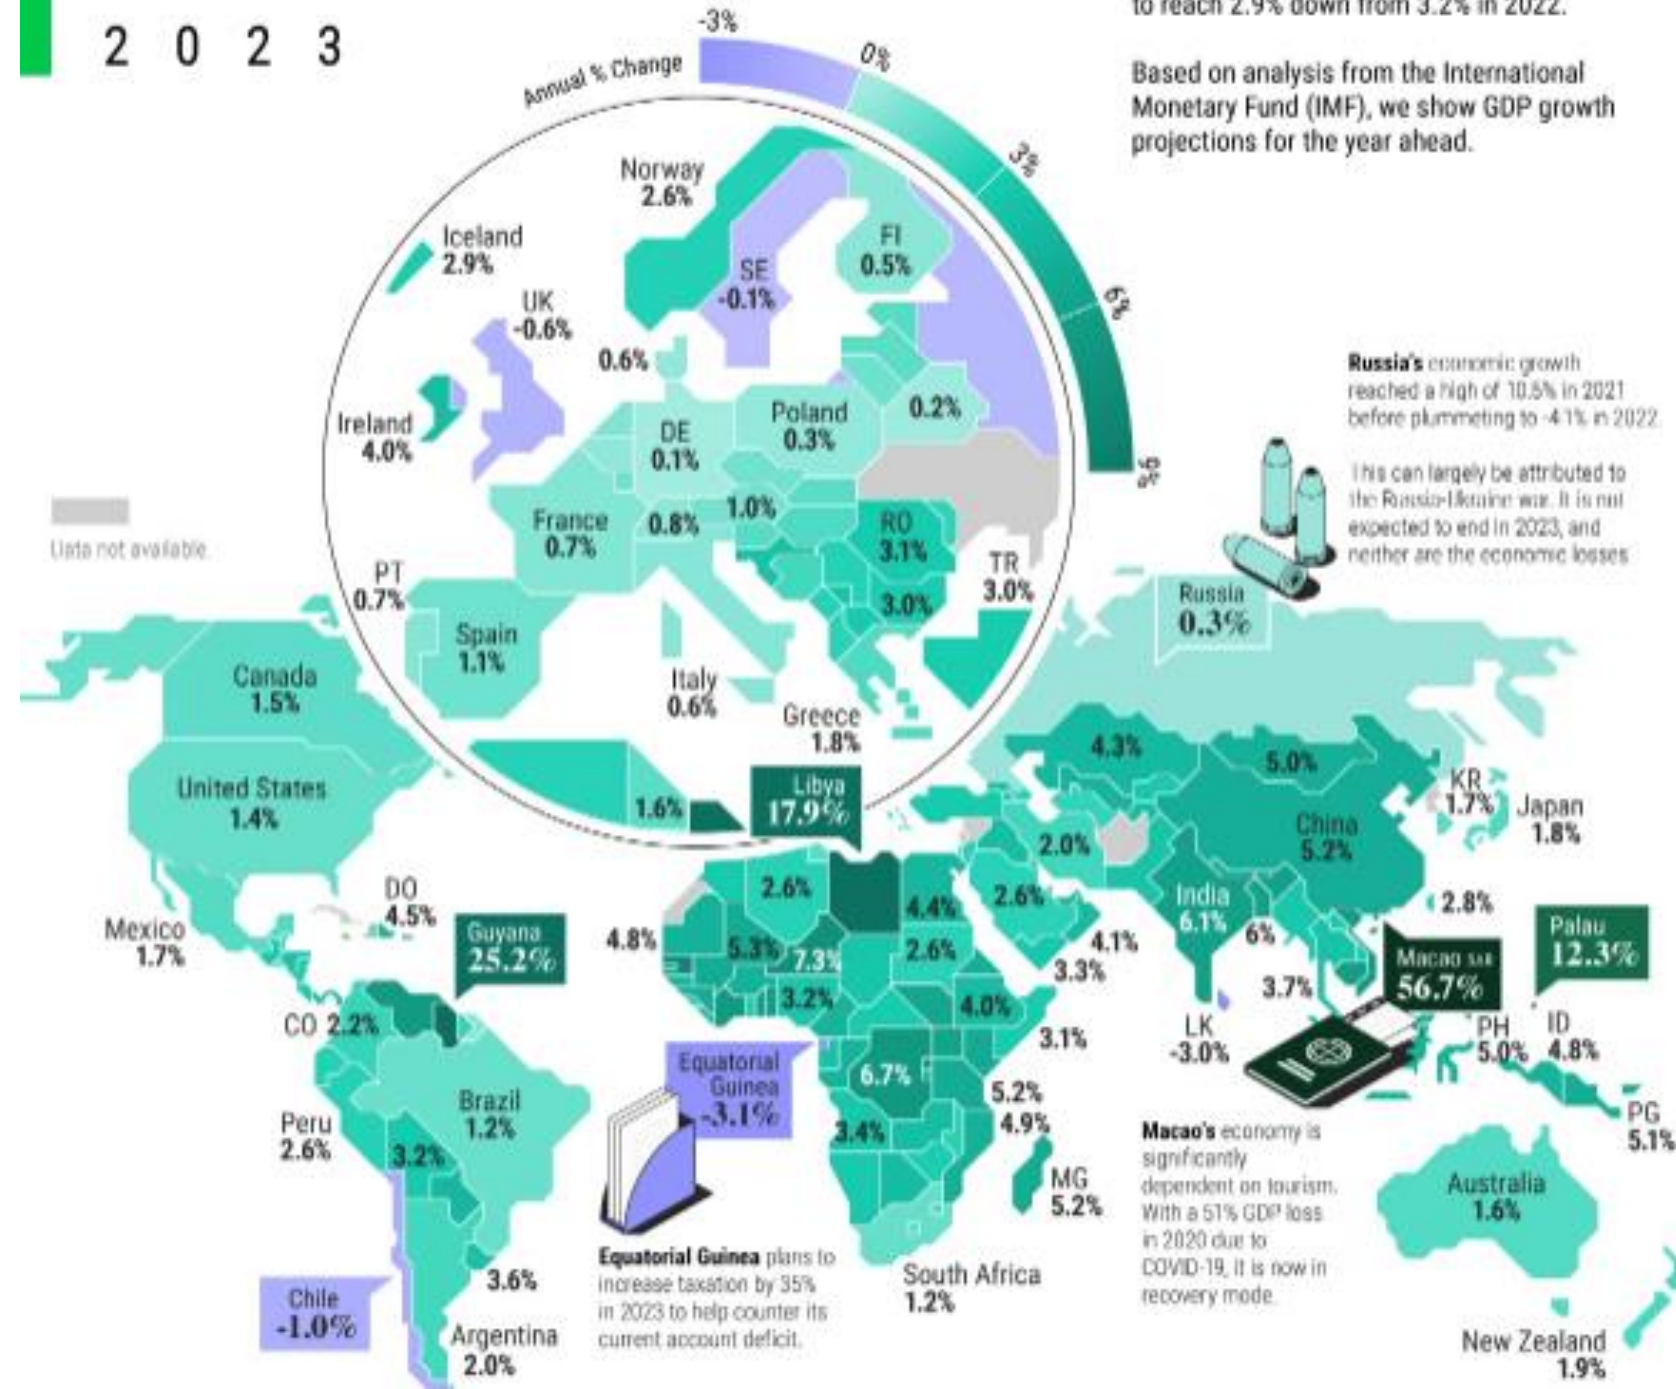 to reach 2.9% down from 3.2% in 2022.
2 0 2 3
Based on analysis from the International
Monetary Fund (IMF), we show GDP growth
projections for the year ahead.
Annual % Change
-3%
0%
3%
6%
9%
Norway
2.6%
Iceland
2.9%
FI
0.5%
SE
-0.1%
UK
-0.6%
0.6%
Ireland
4.0%
DE
0.1%
Poland
0.3%
0.2%
France
0.7%
0.8%
1.0%
RO
3.1%
3.0%
TR
3.0%
PT
0.7%
Spain
1.1%
Italy
0.6%
Greece
1.8%
1.6%
Libya
17.9%
Russia's economic growth
reached a high of 10.5% in 2021
before plummeting to -4.1% in 2022.
This can largely be attributed to
the Russia-Ukraine war. It is not
expected to end in 2023, and
neither are the economic losses
Data not available.
Russia
0.3%
Canada
1.5%
United States
1.4%
Mexico
1.7%
DO
4.5%
Guyana
25.2%
CO 2.2%
Brazil
1.2%
Peru
2.6%
3.2%
3.6%
Chile
-1.0%
Argentina
2.0%
4.3%
5.0%
China
5.2%
KR
1.7%
Japan
1.8%
2.0%
2.6%
4.4%
2.6%
India
6.1%
6%
2.8%
4.8%
5.3%
7.3%
2.6%
4.1%
3.3%
3.2%
4.0%
3.1%
3.7%
Macao SAR
56.7%
Palau
12.3%
LK
-3.0%
PH
5.0%
ID
4.8%
PG
5.1%
Equatorial
Guinea
-3.1%
6.7%
5.2%
4.9%
3.4%
MG
5.2%
South Africa
1.2%
Equatorial Guinea plans to
increase taxation by 35%
in 2023 to help counter its
current account deficit.
Macao's economy is
significantly
dependent on tourism.
With a 51% GDP loss
in 2020 due to
COVID-19, it is now in
recovery mode.
Australia
1.6%
New Zealand
1.9%